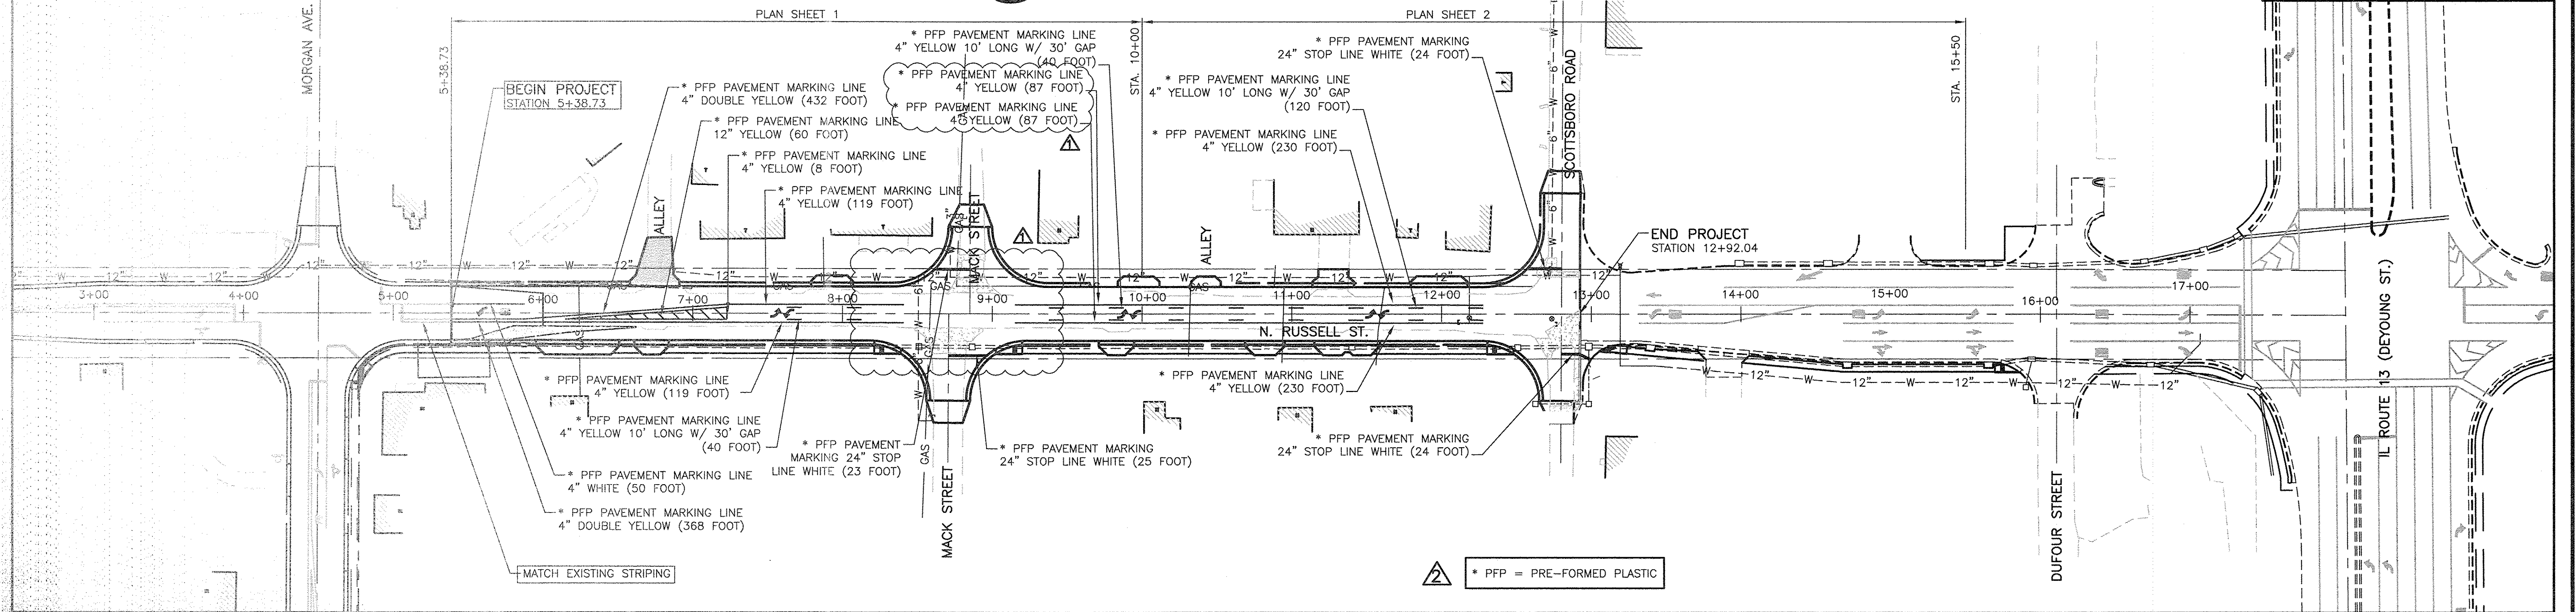 PLAN SHEET 1
PLAN SHEET 2
MORGAN AVE.
5+38.73
STA. 10+00
STA. 15+50
SCOTTSBORO ROAD
BEGIN PROJECT
STATION 5+38.73
* PFP PAVEMENT MARKING LINE
4" DOUBLE YELLOW (432 FOOT)
* PFP PAVEMENT MARKING LINE
12" YELLOW (60 FOOT)
* PFP PAVEMENT MARKING LINE
4" YELLOW (8 FOOT)
* PFP PAVEMENT MARKING LINE
4" YELLOW (119 FOOT)
* PFP PAVEMENT MARKING LINE
4" YELLOW 10' LONG W/ 30' GAP
(40 FOOT)
* PFP PAVEMENT MARKING LINE
4" YELLOW (87 FOOT)
* PFP PAVEMENT MARKING LINE
4" YELLOW (87 FOOT)
1
1
* PFP PAVEMENT MARKING
24" STOP LINE WHITE (24 FOOT)
* PFP PAVEMENT MARKING LINE
4" YELLOW 10' LONG W/ 30' GAP
(120 FOOT)
* PFP PAVEMENT MARKING LINE
4" YELLOW (230 FOOT)
ALLEY
MACK STREET
ALLEY
END PROJECT
STATION 12+92.04
3+00
4+00
5+00
6+00
7+00
8+00
9+00
10+00
11+00
12+00
13+00
14+00
15+00
16+00
17+00
N. RUSSELL ST.
IL ROUTE 13 (DEYOUNG ST.)
* PFP PAVEMENT MARKING LINE
4" YELLOW (119 FOOT)
* PFP PAVEMENT MARKING LINE
4" YELLOW 10' LONG W/ 30' GAP
(40 FOOT)
* PFP PAVEMENT
MARKING 24" STOP
LINE WHITE (23 FOOT)
* PFP PAVEMENT MARKING
24" STOP LINE WHITE (25 FOOT)
* PFP PAVEMENT MARKING LINE
4" YELLOW (230 FOOT)
* PFP PAVEMENT MARKING
24" STOP LINE WHITE (24 FOOT)
* PFP PAVEMENT MARKING LINE
4" WHITE (50 FOOT)
* PFP PAVEMENT MARKING LINE
4" DOUBLE YELLOW (368 FOOT)
GAS
MACK STREET
DUFOUR STREET
MATCH EXISTING STRIPING
2
* PFP = PRE-FORMED PLASTIC